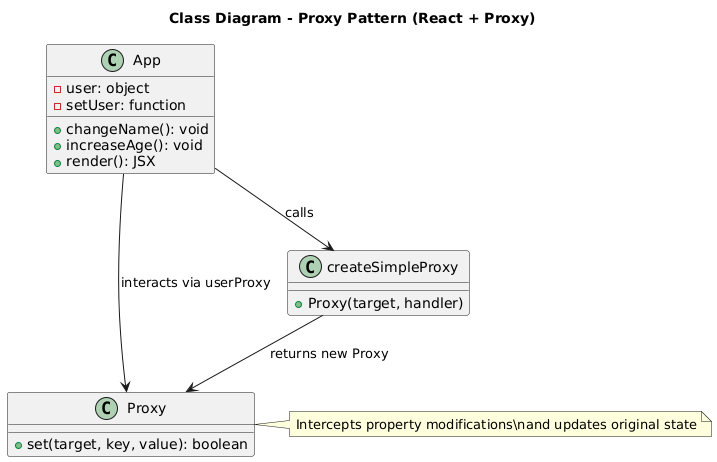 Class Diagram - Proxy Pattern (React + Proxy)
C App
user: object
setUser: function
changeName(): void
increaseAge(): void
render(): JSX
calls
C createSimpleProxy
Proxy(target, handler)
interacts via userProxy
returns new Proxy
C Proxy
set(target, key, value): boolean
Intercepts property modifications\nand updates original state